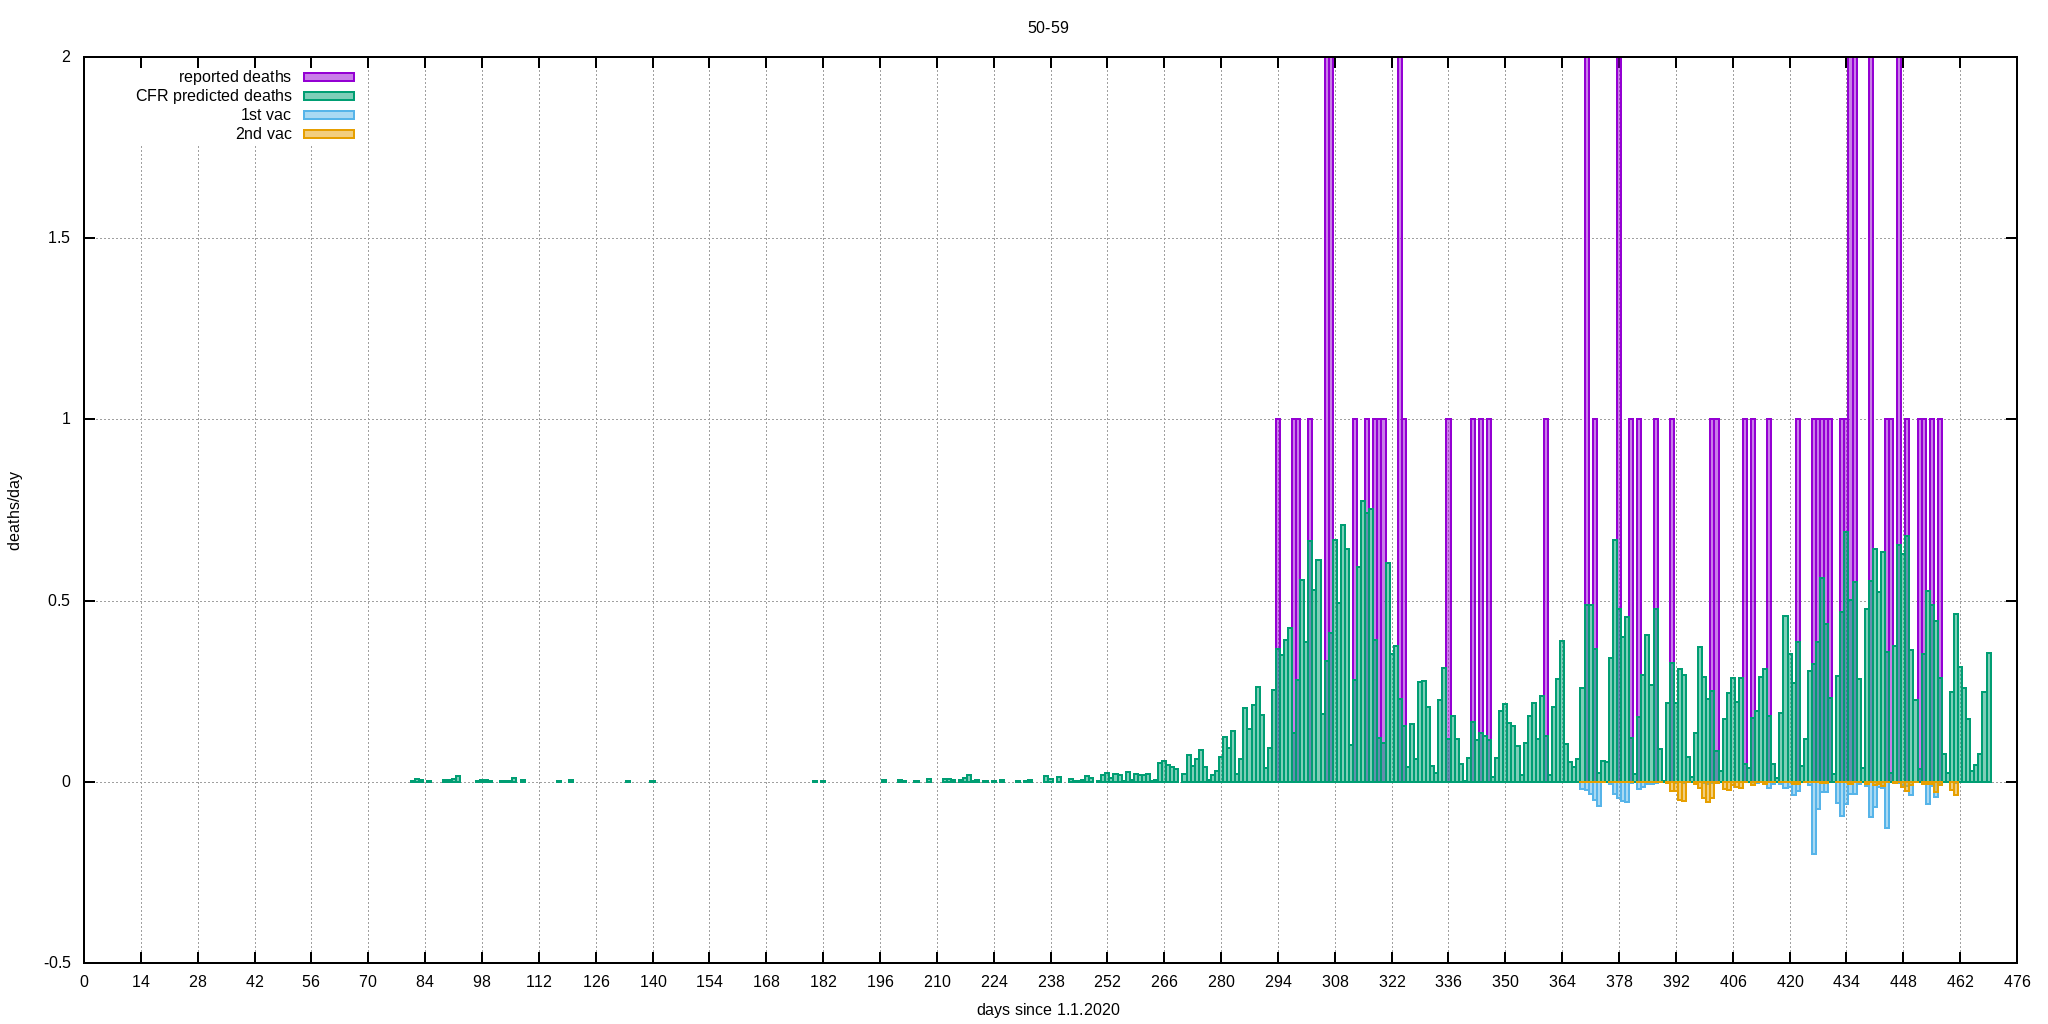 50-59
2
reported deaths
CFR predicted deaths
1st vac
2nd vac
1.5
1
0.5
0
-0.5
deaths/day
0 14 28 42 56 70 84 98 112 126 140 154 168 182 196 210 224 238 252 266 280 294 308 322 336 350 364 378 392 406 420 434 448 462 476
days since 1.1.2020